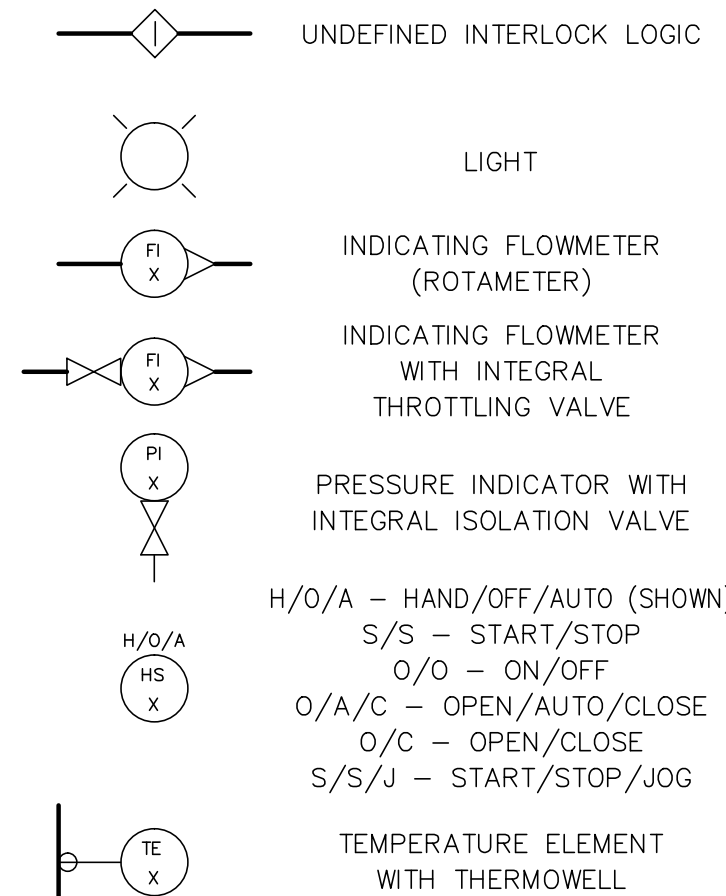 I
UNDEFINED INTERLOCK LOGIC
LIGHT
FI
X
INDICATING FLOWMETER
(ROTAMETER)
FI
X
INDICATING FLOWMETER
WITH INTEGRAL
THROTTLING VALVE
PI
X
PRESSURE INDICATOR WITH
INTEGRAL ISOLATION VALVE
H/O/A
HS
X
H/O/A – HAND/OFF/AUTO (SHOWN)
S/S – START/STOP
O/O – ON/OFF
O/A/C – OPEN/AUTO/CLOSE
O/C – OPEN/CLOSE
S/S/J – START/STOP/JOG
TE
X
TEMPERATURE ELEMENT
WITH THERMOWELL